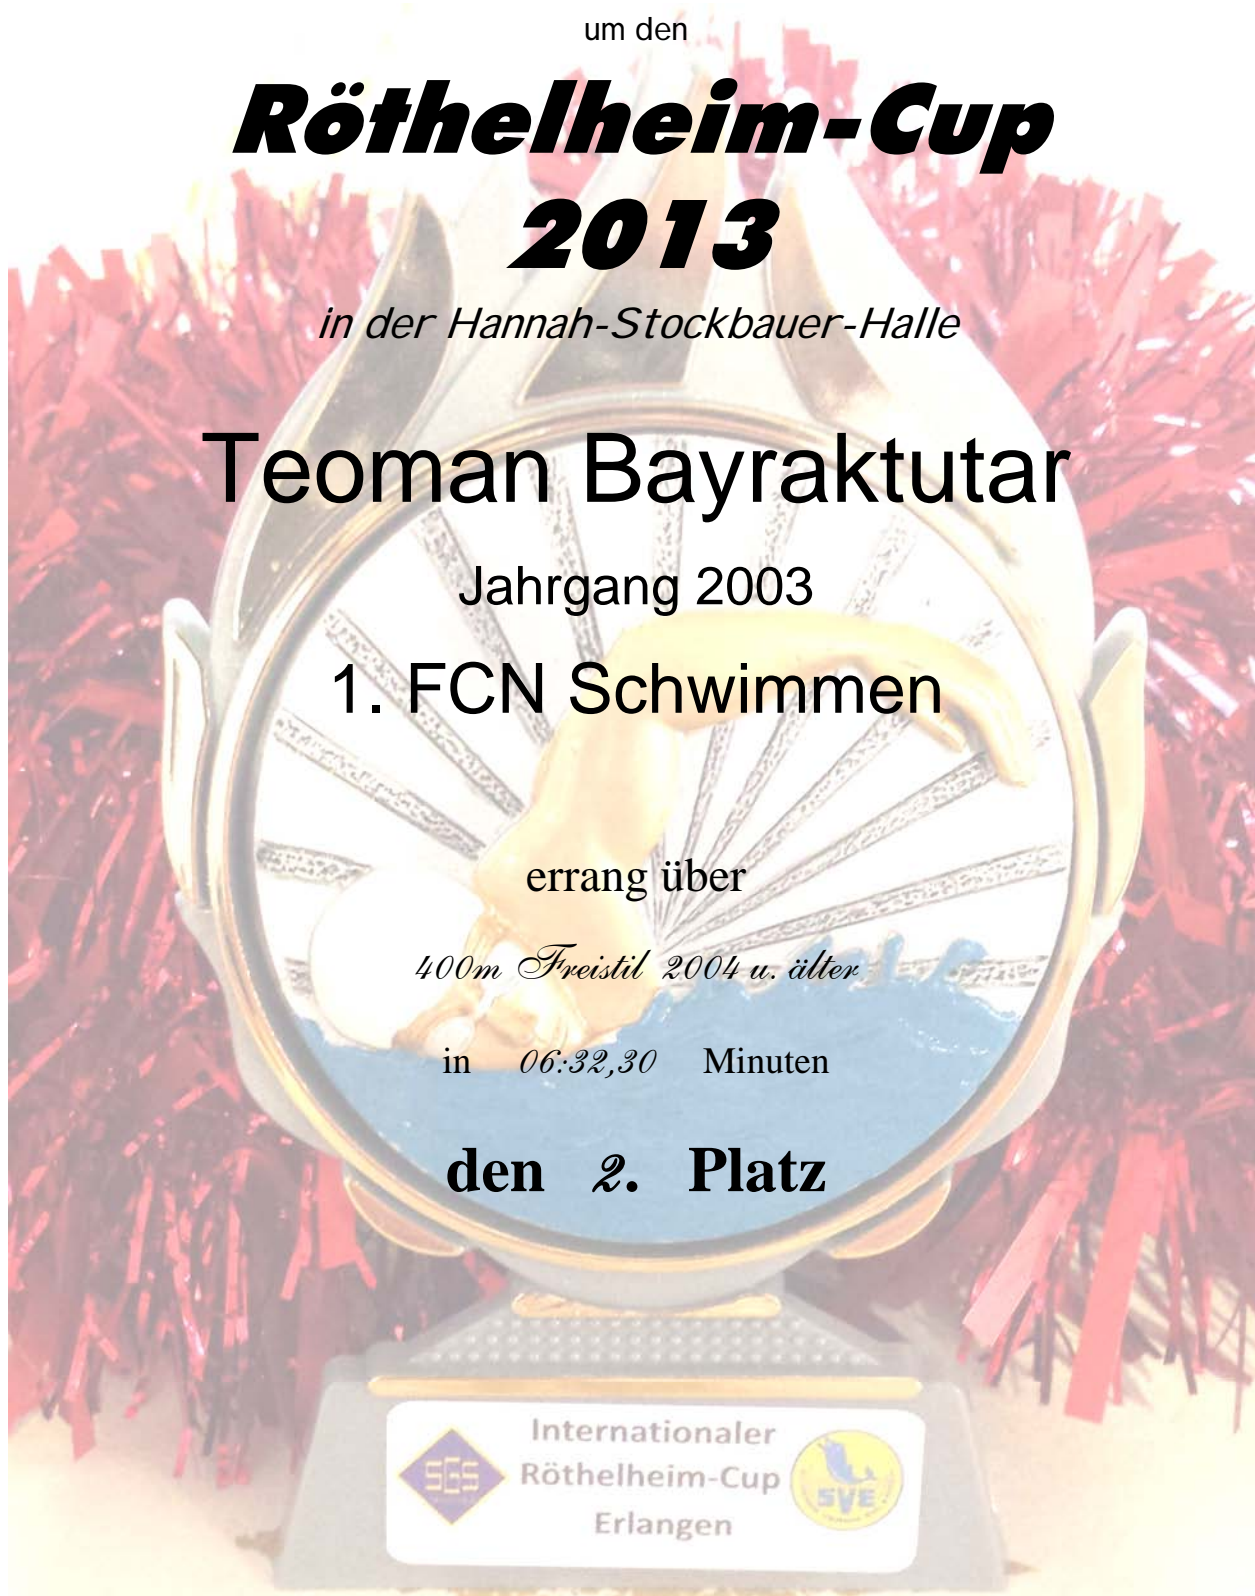 um den
Röthelheim-Cup
2013
in der Hannah-Stockbauer-Halle
Teoman Bayraktutar
Jahrgang 2003
1. FCN Schwimmen
errang über
400m Freistil 2004 u. älter
in 06:32,30 Minuten
den 2. Platz
Internationaler
SGS Röthelheim-Cup SVE
Erlangen